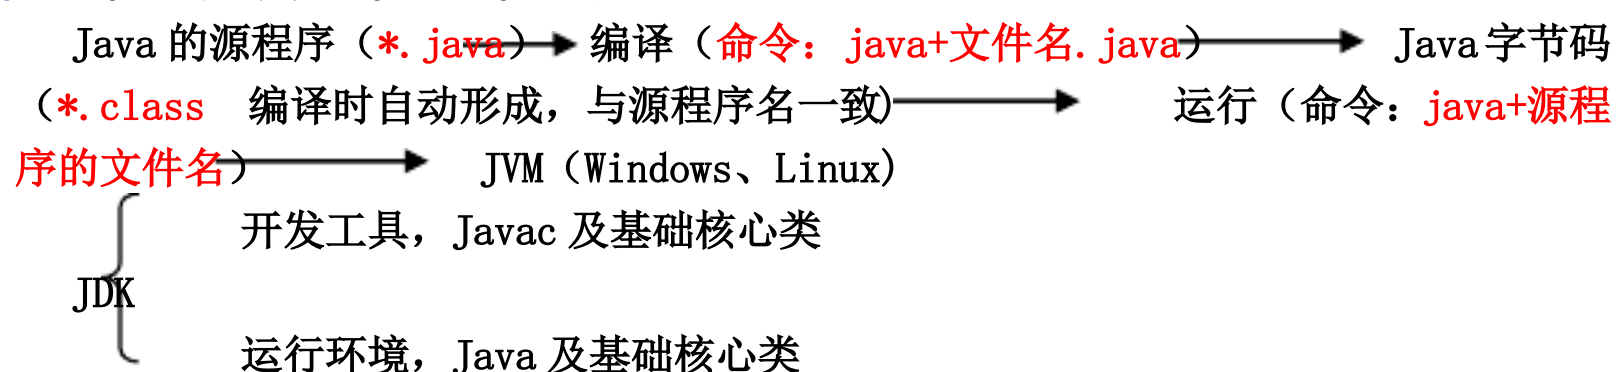 Java 的源程序（*.java） 编译（命令：java+文件名.java） Java 字节码
（*.class 编译时自动形成，与源程序名一致) 运行（命令：java+源程
序的文件名） JVM（Windows、Linux)
开发工具，Javac 及基础核心类
JDK
运行环境，Java 及基础核心类